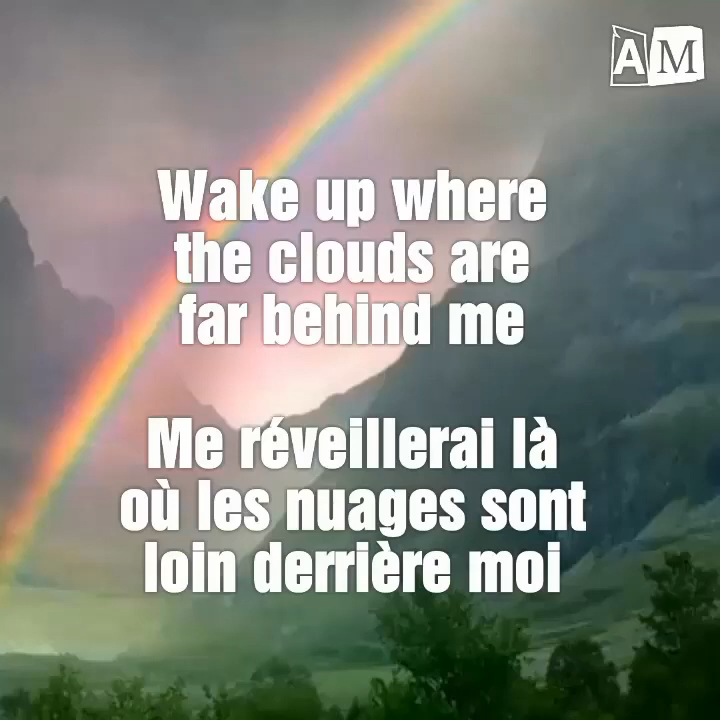 AM
Wake up where
the clouds are
far behind me
Me réveillerai là
où les nuages sont
loin derrière moi